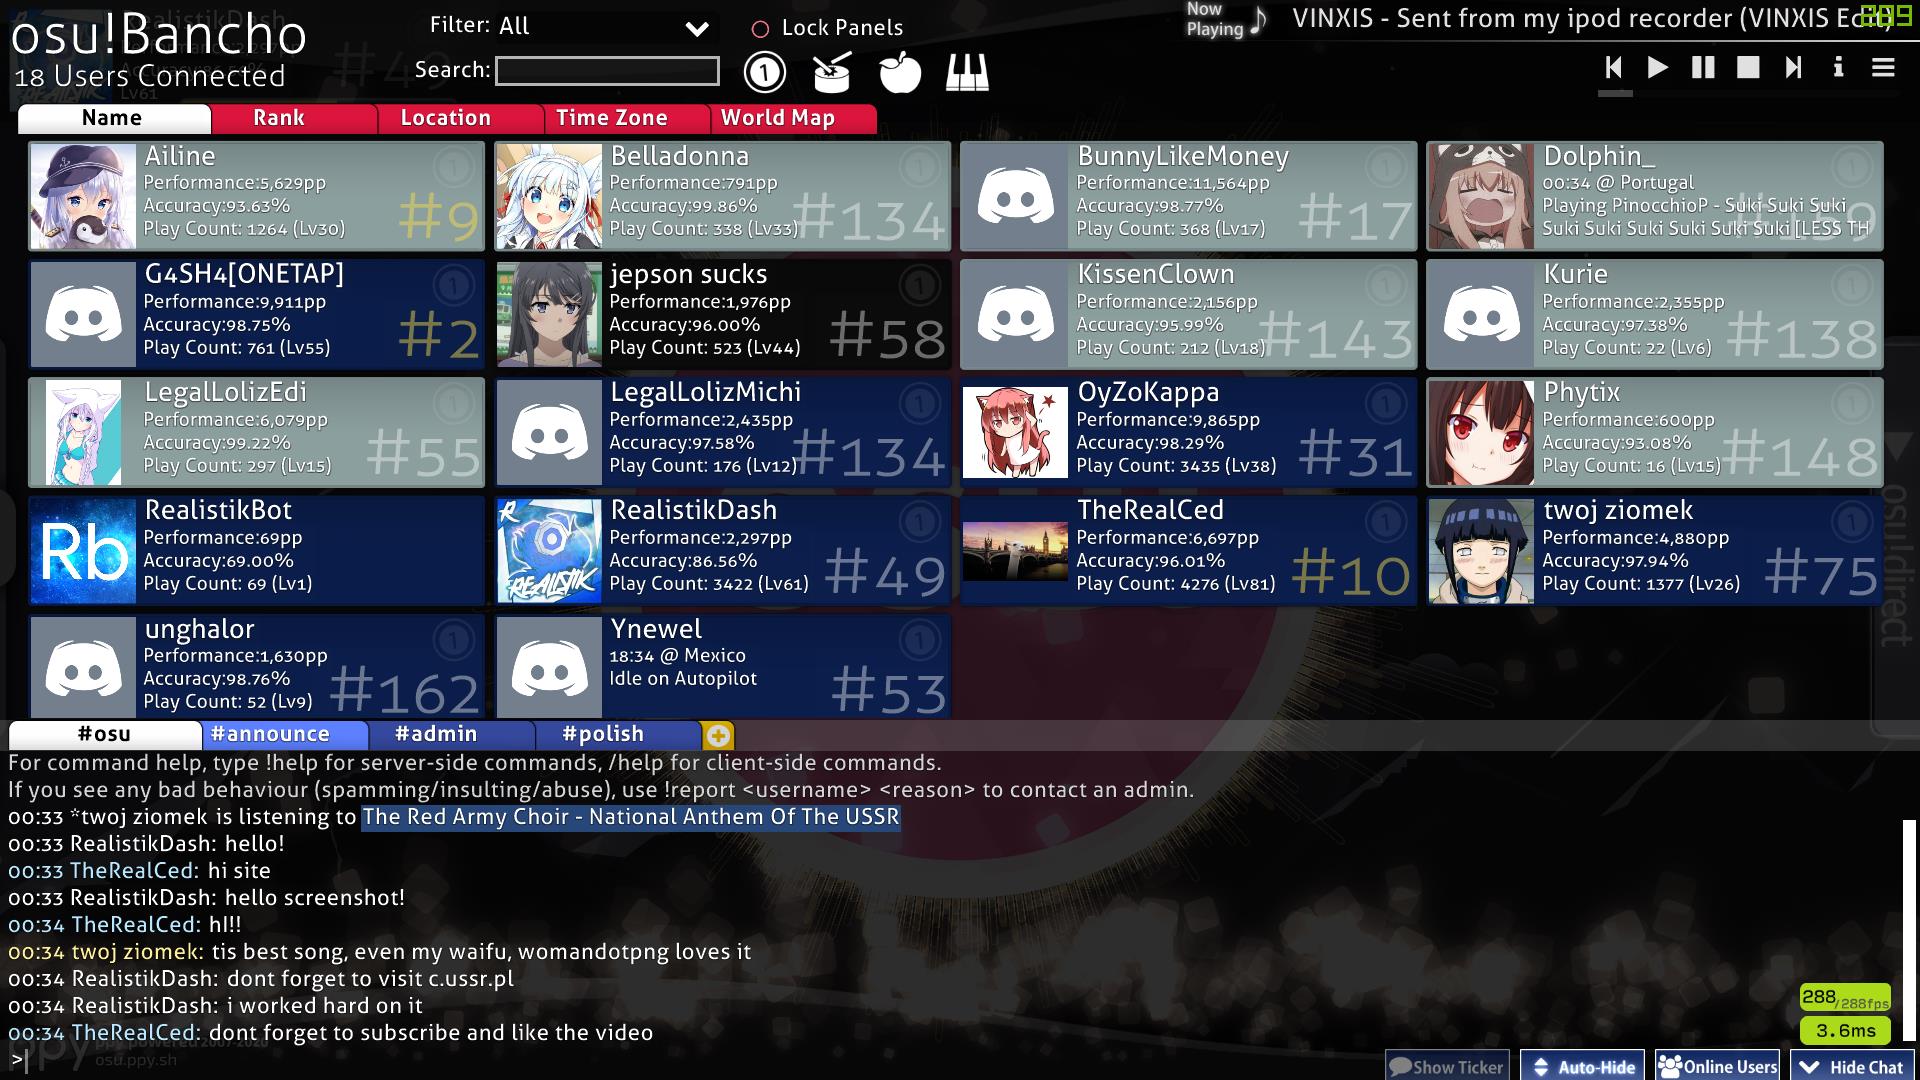 osu!Bancho
18 Users Connected
Filter: All
Search:
Lock Panels
Now
Playing
VINXIS - Sent from my ipod recorder (VINXIS Edit)
Name
Rank
Location
Time Zone
World Map
Ailine
Performance:5,629pp
Accuracy:93.63%
Play Count: 1264 (Lv30)
#9
Belladonna
Performance:791pp
Accuracy:99.86%
Play Count: 338 (Lv33)
#134
BunnyLikeMoney
Performance:11,564pp
Accuracy:98.77%
Play Count: 368 (Lv17)
#17
Dolphin_
00:34 @ Portugal
Playing PinocchioP - Suki Suki Suki
Suki Suki Suki Suki Suki Suki [LESS TH
#159
G4SH4[ONETAP]
Performance:9,911pp
Accuracy:98.75%
Play Count: 761 (Lv55)
#2
jepson sucks
Performance:1,976pp
Accuracy:96.00%
Play Count: 523 (Lv44)
#58
KissenClown
Performance:2,156pp
Accuracy:95.99%
Play Count: 212 (Lv18)
#143
Kurie
Performance:2,355pp
Accuracy:97.38%
Play Count: 22 (Lv6)
#138
LegalLolizEdi
Performance:6,079pp
Accuracy:99.22%
Play Count: 297 (Lv15)
#55
LegalLolizMichi
Performance:2,435pp
Accuracy:97.58%
Play Count: 176 (Lv12)
#134
OyZoKappa
Performance:9,865pp
Accuracy:98.29%
Play Count: 3435 (Lv38)
#31
Phytix
Performance:600pp
Accuracy:93.08%
Play Count: 16 (Lv15)
#148
Rb
RealistikBot
Performance:69pp
Accuracy:69.00%
Play Count: 69 (Lv1)
R
REALISTIK
RealistikDash
Performance:2,297pp
Accuracy:86.56%
Play Count: 3422 (Lv61)
#49
TheRealCed
Performance:6,697pp
Accuracy:96.01%
Play Count: 4276 (Lv81)
#10
twoj ziomek
Performance:4,880pp
Accuracy:97.94%
Play Count: 1377 (Lv26)
#75
osu!direct
unghalor
Performance:1,630pp
Accuracy:98.76%
Play Count: 52 (Lv9)
#162
Ynewel
18:34 @ Mexico
Idle on Autopilot
#53
#osu
#announce
#admin
#polish
For command help, type !help for server-side commands, /help for client-side commands.
If you see any bad behaviour (spamming/insulting/abuse), use !report <username> <reason> to contact an admin.
00:33 *twoj ziomek is listening to The Red Army Choir - National Anthem Of The USSR
00:33 RealistikDash: hello!
00:33 TheRealCed: hi site
00:33 RealistikDash: hello screenshot!
00:34 TheRealCed: hI!!
00:34 twoj ziomek: tis best song, even my waifu, womandotpng loves it
00:34 RealistikDash: dont forget to visit c.ussr.pl
00:34 RealistikDash: i worked hard on it
00:34 TheRealCed: dont forget to subscribe and like the video
>
osu.ppy.sh
288/288fps
3.6ms
Show Ticker
Auto-Hide
Online Users
Hide Chat